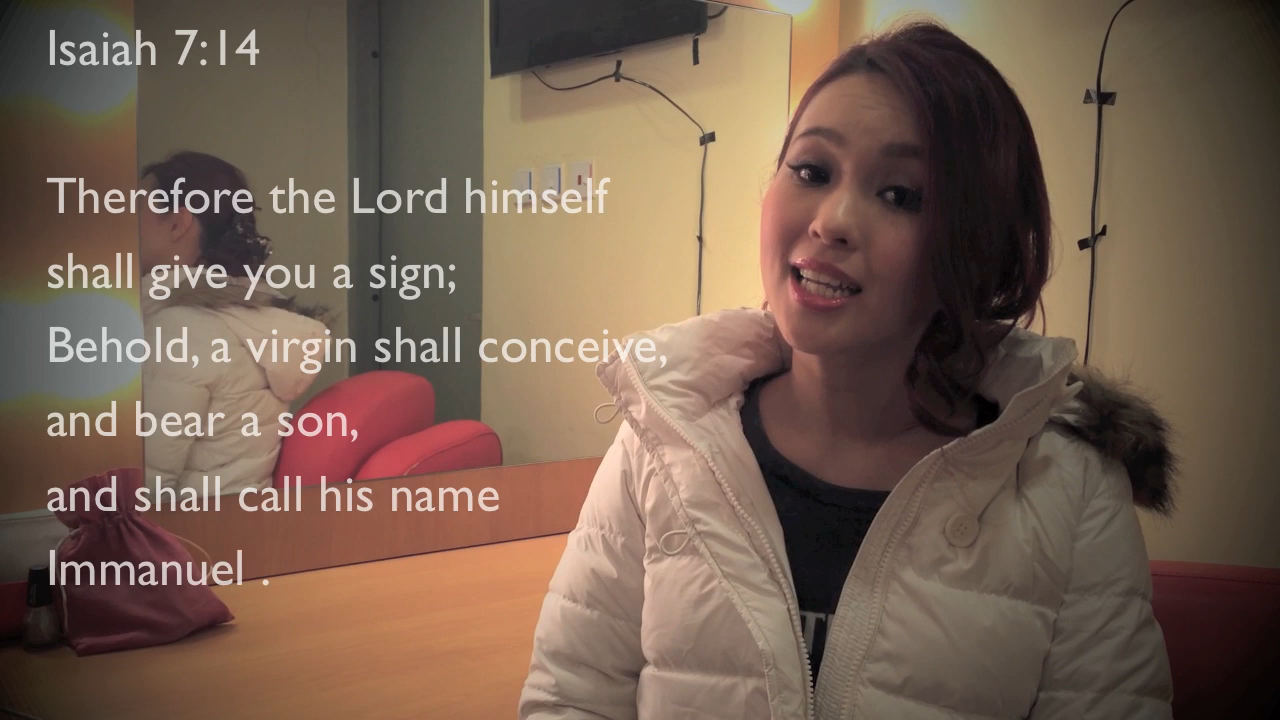 Isaiah 7:14
Therefore the Lord himself
shall give you a sign;
Behold, a virgin shall conceive,
and bear a son,
and shall call his name
Immanuel .